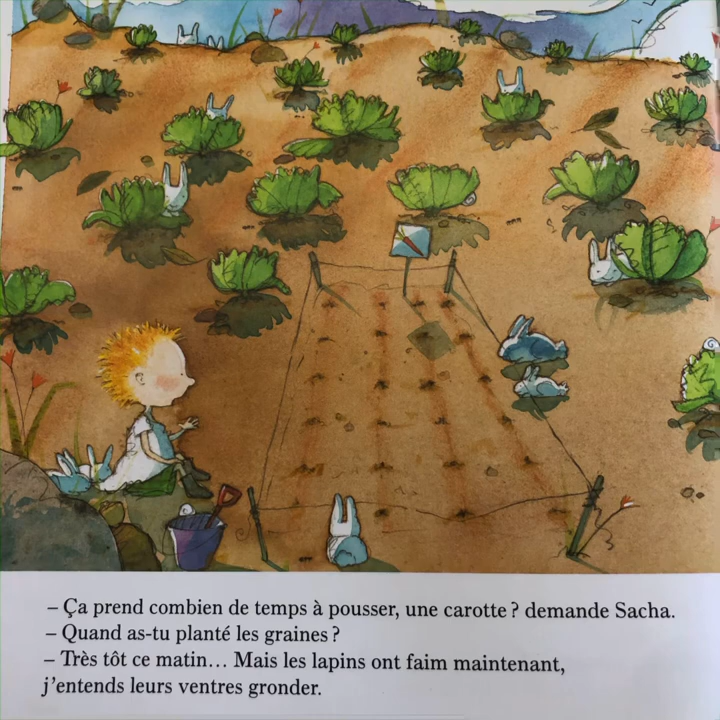 – Ça prend combien de temps à pousser, une carotte ? demande Sacha.
– Quand as-tu planté les graines ?
– Très tôt ce matin… Mais les lapins ont faim maintenant,
j'entends leurs ventres gronder.